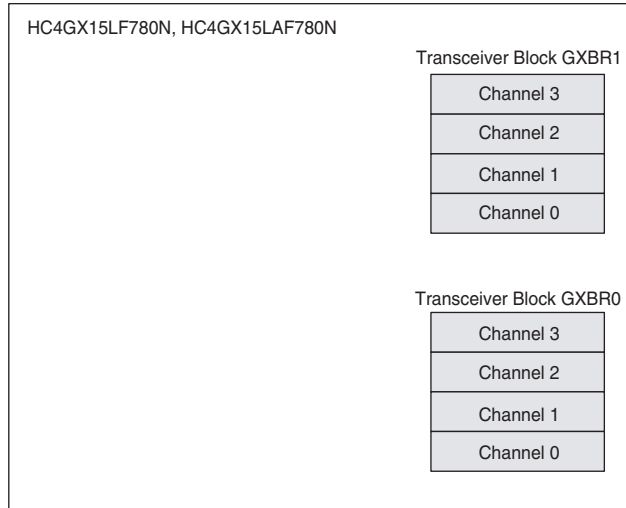 HC4GX15LF780N, HC4GX15LAF780N
Transceiver Block GXBR1
Channel 3
Channel 2
Channel 1
Channel 0
Transceiver Block GXBR0
Channel 3
Channel 2
Channel 1
Channel 0